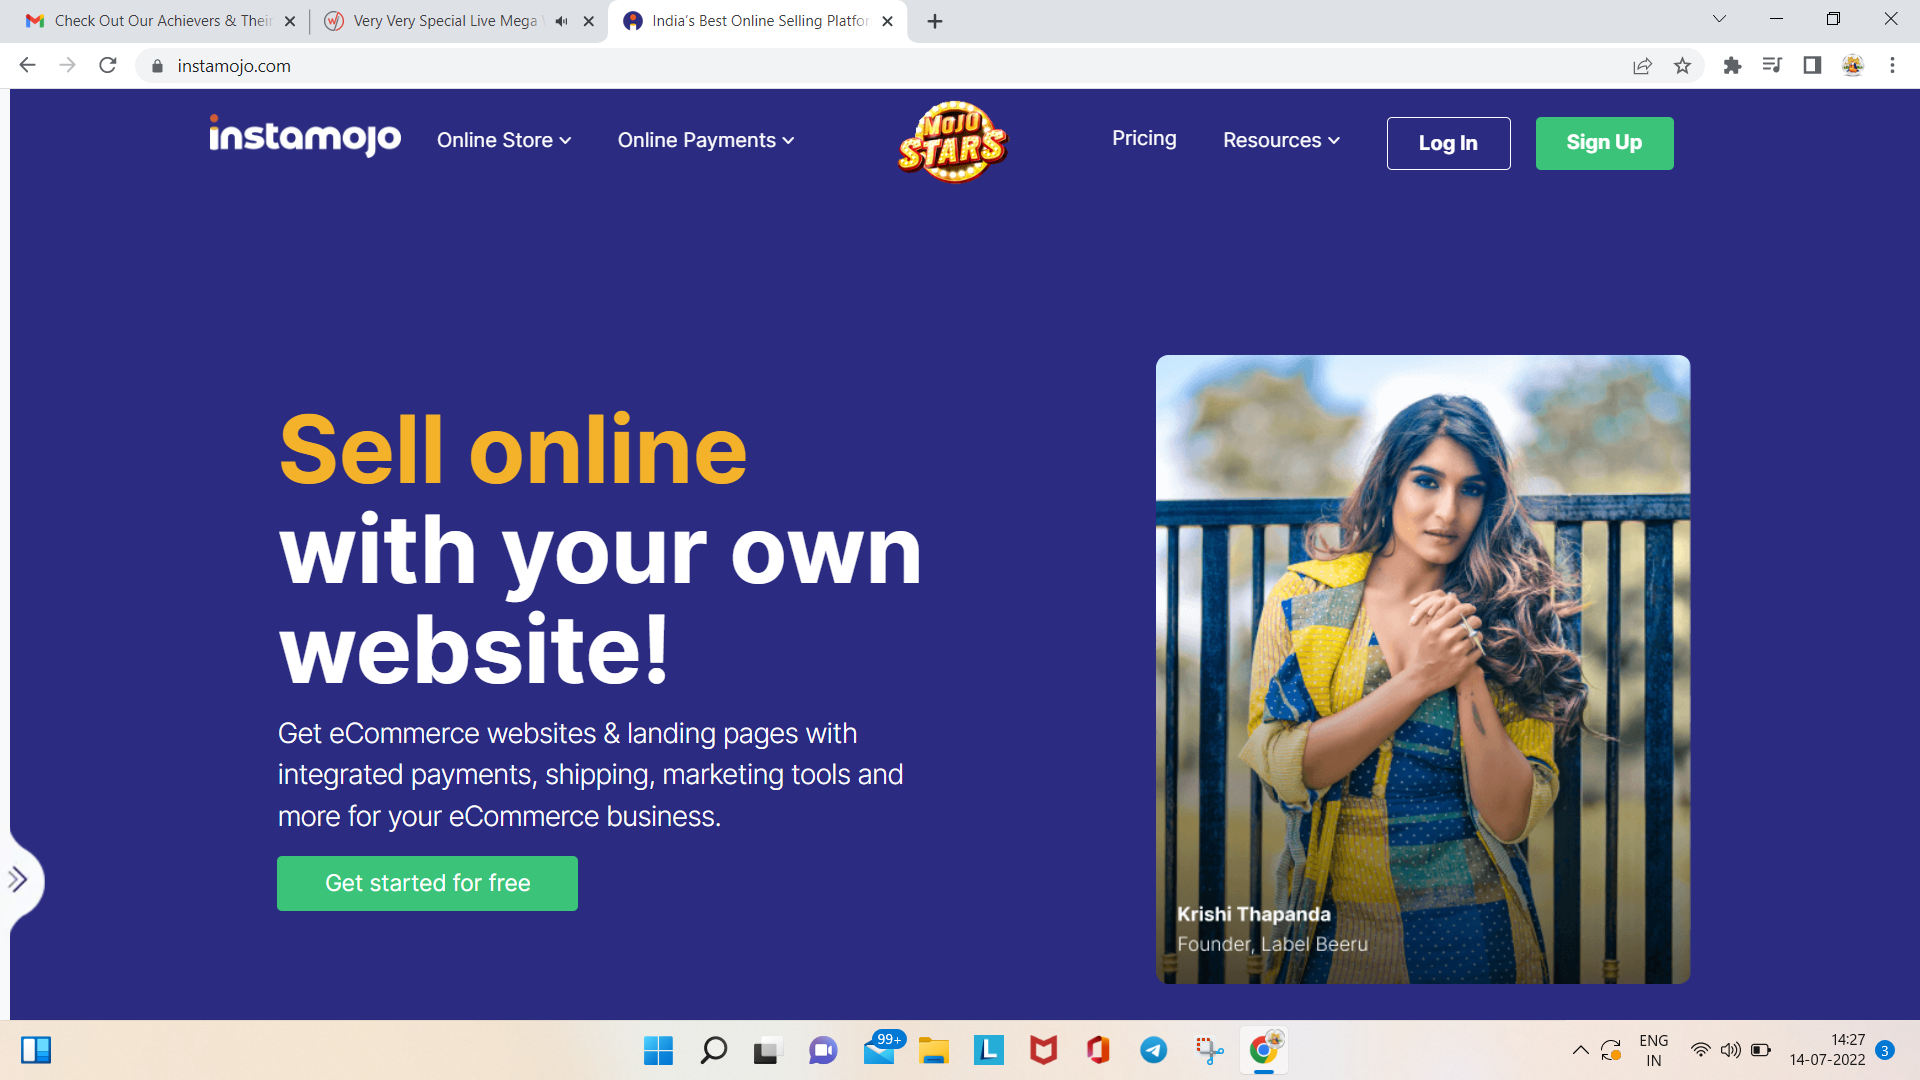 Check Out Our Achievers & Their
Very Very Special Live Mega
India's Best Online Selling Platfor
instamojo.com
instamojo
Online Store
Online Payments
MOJO
STARS
Pricing
Resources
Log In
Sign Up
Sell online
with your own
website!
Get eCommerce websites & landing pages with
integrated payments, shipping, marketing tools and
more for your eCommerce business.
Get started for free
Krishi Thapanda
Founder, Label Beeru
99+
L
ENG
IN
14:27
14-07-2022
3